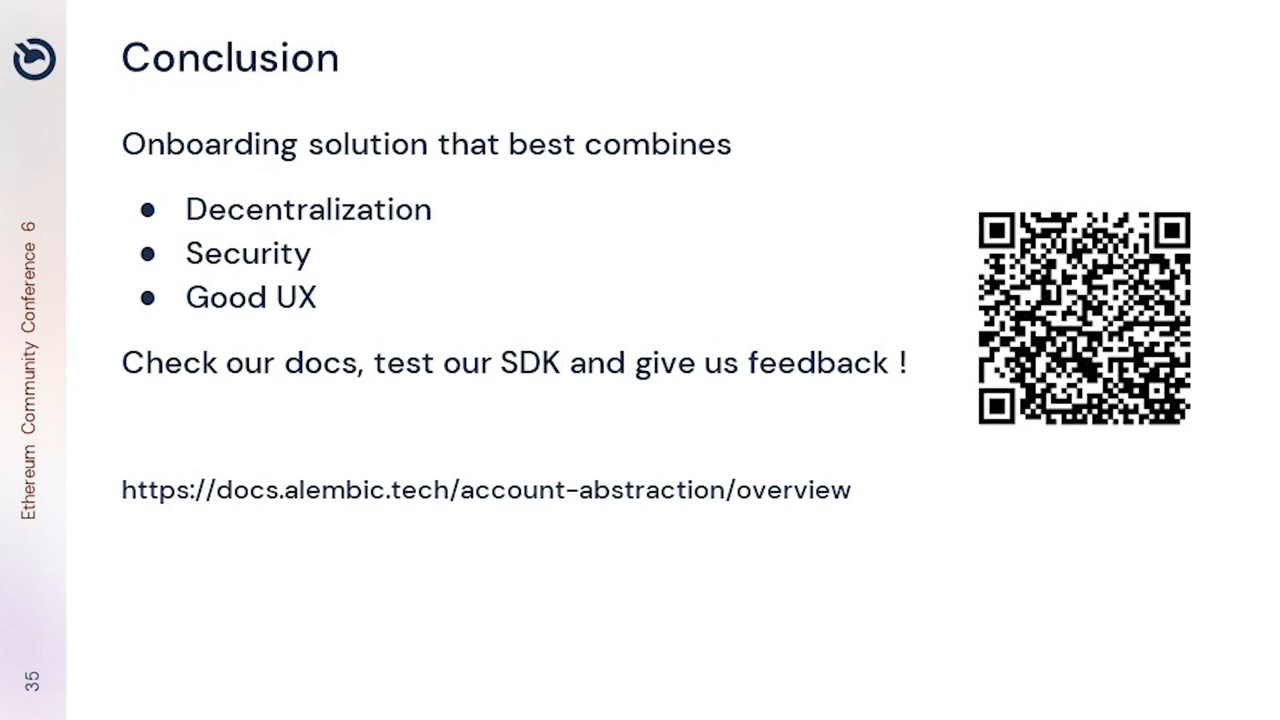 Conclusion
Onboarding solution that best combines
● Decentralization
● Security
● Good UX
Check our docs, test our SDK and give us feedback !
https://docs.alembic.tech/account-abstraction/overview
Ethereum Community Conference 6
35